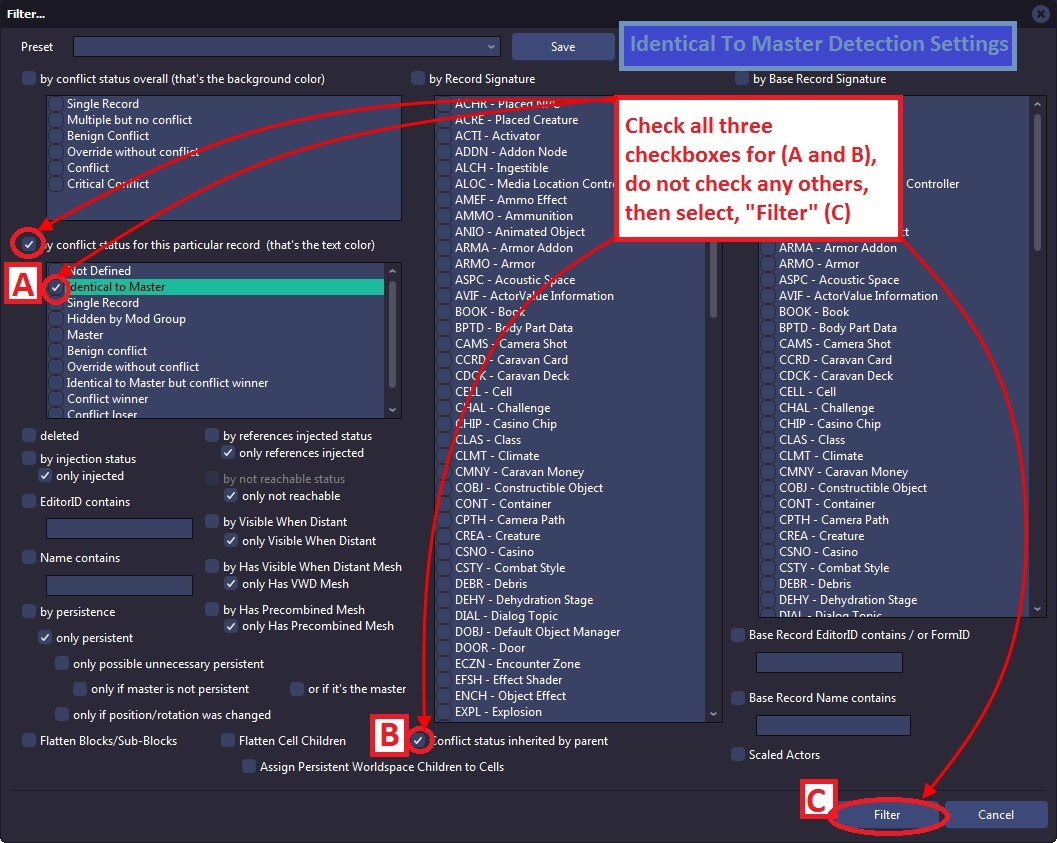 Filter...
Preset
Save
Identical To Master Detection Settings
by conflict status overall (that's the background color)
Single Record
Multiple but no conflict
Benign Conflict
Override without conflict
Conflict
Critical Conflict
by conflict status for this particular record (that's the text color)
A
Not Defined
Identical to Master
Single Record
Hidden by Mod Group
Master
Benign conflict
Override without conflict
Identical to Master but conflict winner
Conflict winner
Conflict loser
deleted
by injection status
only injected
EditorID contains
Name contains
by persistence
only persistent
only possible unnecessary persistent
only if master is not persistent
or if it's the master
only if position/rotation was changed
by references injected status
only references injected
by not reachable status
only not reachable
by Visible When Distant
only Visible When Distant
by Has Visible When Distant Mesh
only Has VWD Mesh
by Has Precombined Mesh
only Has Precombined Mesh
Flatten Blocks/Sub-Blocks
Flatten Cell Children
B
Conflict status inherited by parent
Assign Persistent Worldspace Children to Cells
by Record Signature
ACHR - Placed NPC
ACRE - Placed Creature
ACTI - Activator
ADDN - Addon Node
ALCH - Ingestible
ALOC - Media Location Contr
AMEF - Ammo Effect
AMMO - Ammunition
ANIO - Animated Object
ARMA - Armor Addon
ARMO - Armor
ASPC - Acoustic Space
AVIF - ActorValue Information
BOOK - Book
BPTD - Body Part Data
CAMS - Camera Shot
CCRD - Caravan Card
CDCK - Caravan Deck
CELL - Cell
CHAL - Challenge
CHIP - Casino Chip
CLAS - Class
CLMT - Climate
CMNY - Caravan Money
COBJ - Constructible Object
CONT - Container
CPTH - Camera Path
CREA - Creature
CSNO - Casino
CSTY - Combat Style
DEBR - Debris
DEHY - Dehydration Stage
DIAL - Dialog Topic
DOBJ - Default Object Manager
DOOR - Door
ECZN - Encounter Zone
EFSH - Effect Shader
ENCH - Object Effect
EXPL - Explosion
by Base Record Signature
Check all three
checkboxes for (A and B),
do not check any others,
then select, "Filter" (C)
Controller
ARMA - Armor Addon
ARMO - Armor
ASPC - Acoustic Space
AVIF - ActorValue Information
BOOK - Book
BPTD - Body Part Data
CAMS - Camera Shot
CCRD - Caravan Card
CDCK - Caravan Deck
CELL - Cell
CHAL - Challenge
CHIP - Casino Chip
CLAS - Class
CLMT - Climate
CMNY - Caravan Money
COBJ - Constructible Object
CONT - Container
CPTH - Camera Path
CREA - Creature
CSNO - Casino
CSTY - Combat Style
DEBR - Debris
DEHY - Dehydration Stage
DIAL - Dialog Topic
Base Record EditorID contains / or FormID
Base Record Name contains
Scaled Actors
C
Filter
Cancel